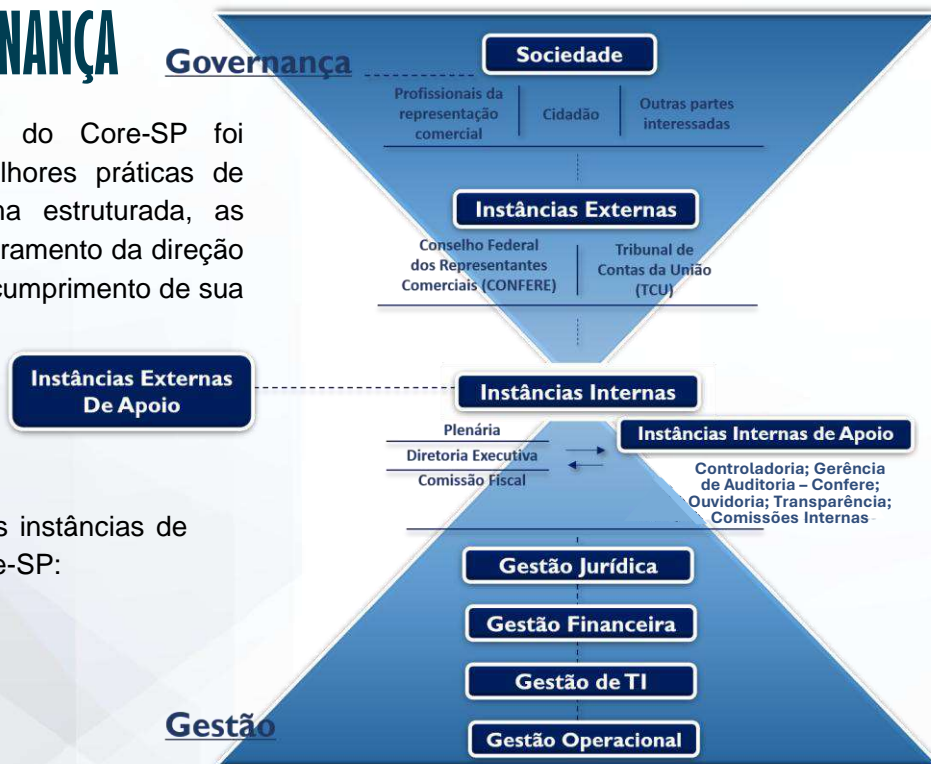 NANÇA
do Core-SP foi
lhores práticas de
na estruturada, as
ramento da direção
cumprimento de sua
s instâncias de
e-SP:
Governança
Sociedade
Profissionais da
representação
comercial
Cidadão
Outras partes
interessadas
Instâncias Externas
Conselho Federal
dos Representantes
Comerciais (CONFERE)
Tribunal de
Contas da União
(TCU)
Instâncias Externas
De Apoio
Instâncias Internas
Plenária
Diretoria Executiva
Comissão Fiscal
Instâncias Internas de Apoio
Controladoria; Gerência
de Auditoria – Confere;
Ouvidoria; Transparência;
Comissões Internas
Gestão Jurídica
Gestão Financeira
Gestão de TI
Gestão Operacional
Gestão